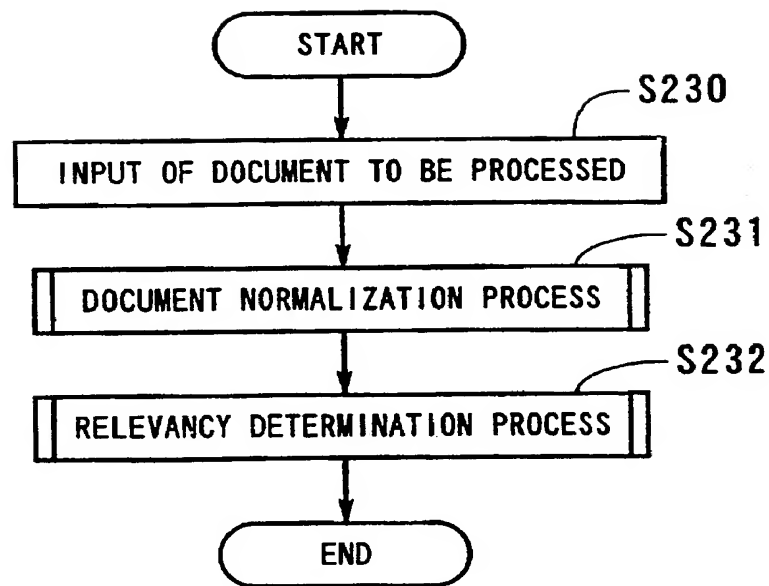 START
S230
INPUT OF DOCUMENT TO BE PROCESSED
S231
DOCUMENT NORMALIZATION PROCESS
S232
RELEVANCY DETERMINATION PROCESS
END